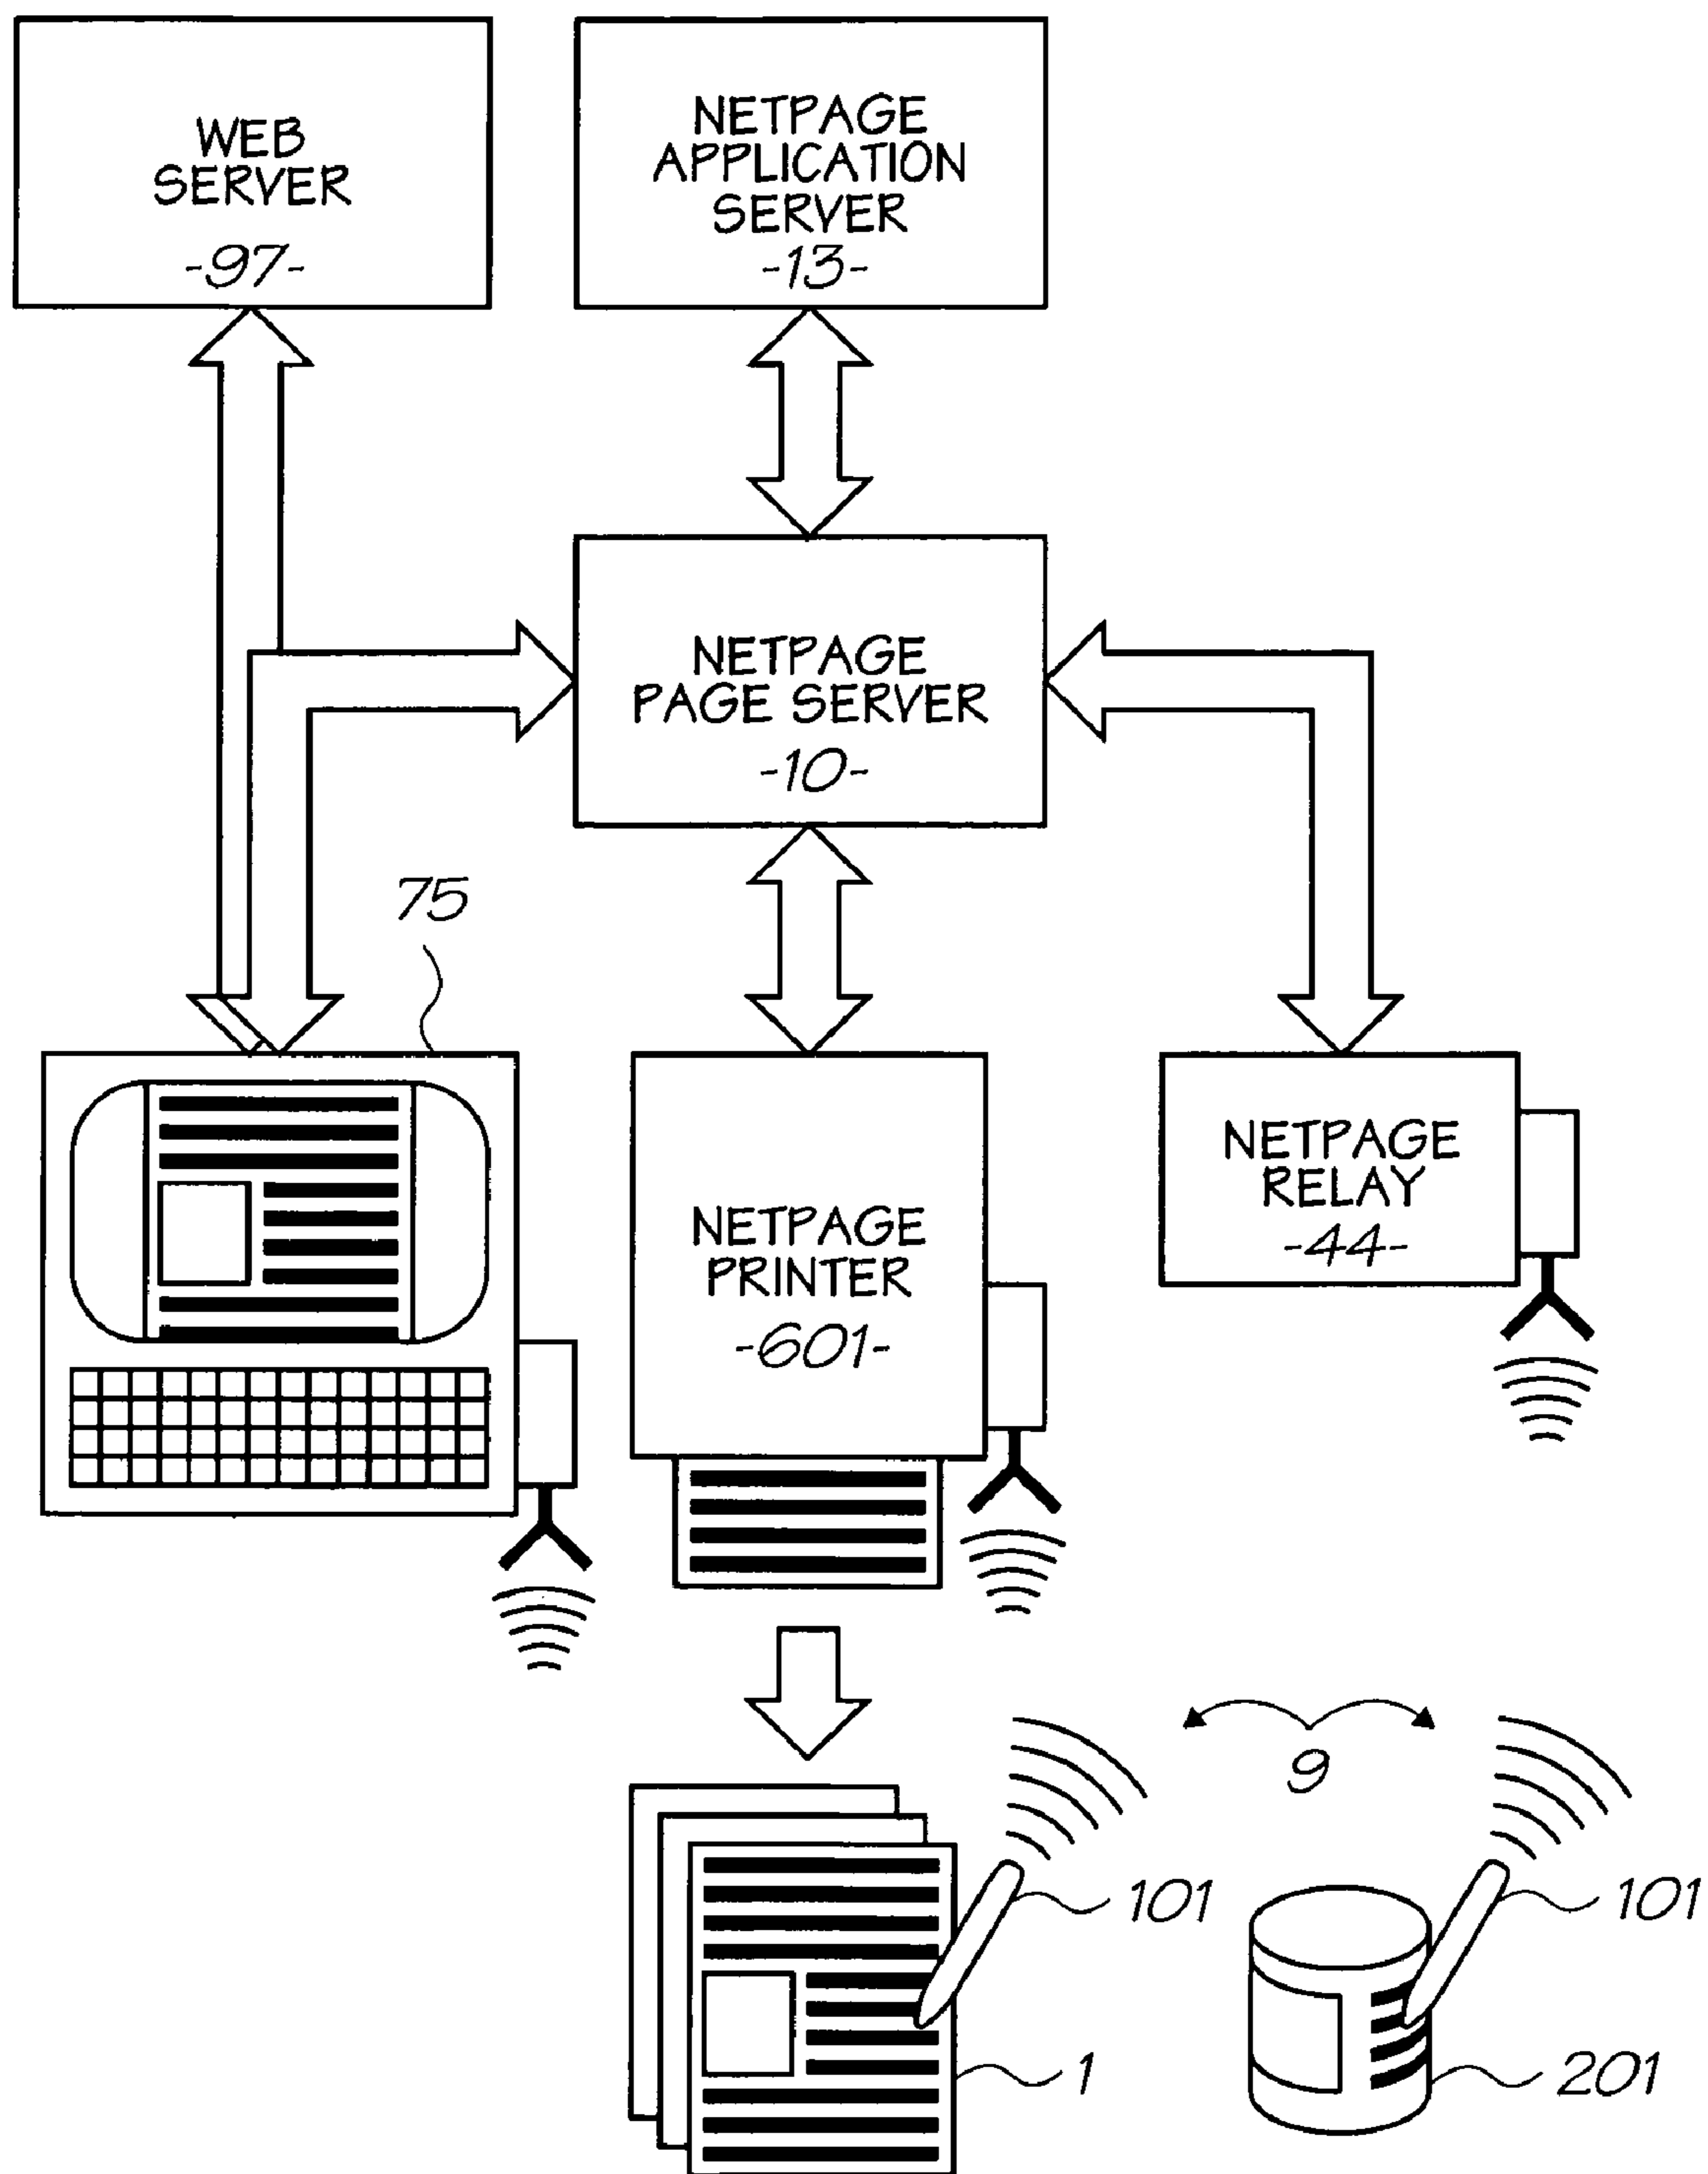 WEB
SERVER
-97-
NETPAGE
APPLICATION
SERVER
-13-
NETPAGE
PAGE SERVER
-10-
75
NETPAGE
PRINTER
-601-
NETPAGE
RELAY
-44-
9
101
101
1
201